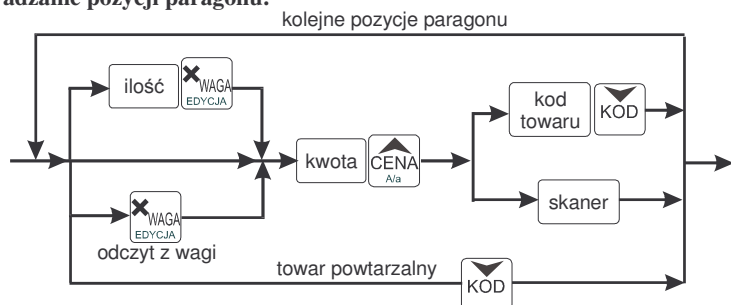 adzanie pozycji paragonu:
kolejne pozycje paragonu
ilość
WAGA
EDYCJA
kwota
CENA
A/a
kod
towaru
KOD
skaner
WAGA
EDYCJA
odczyt z wagi
towar powtarzalny
KOD